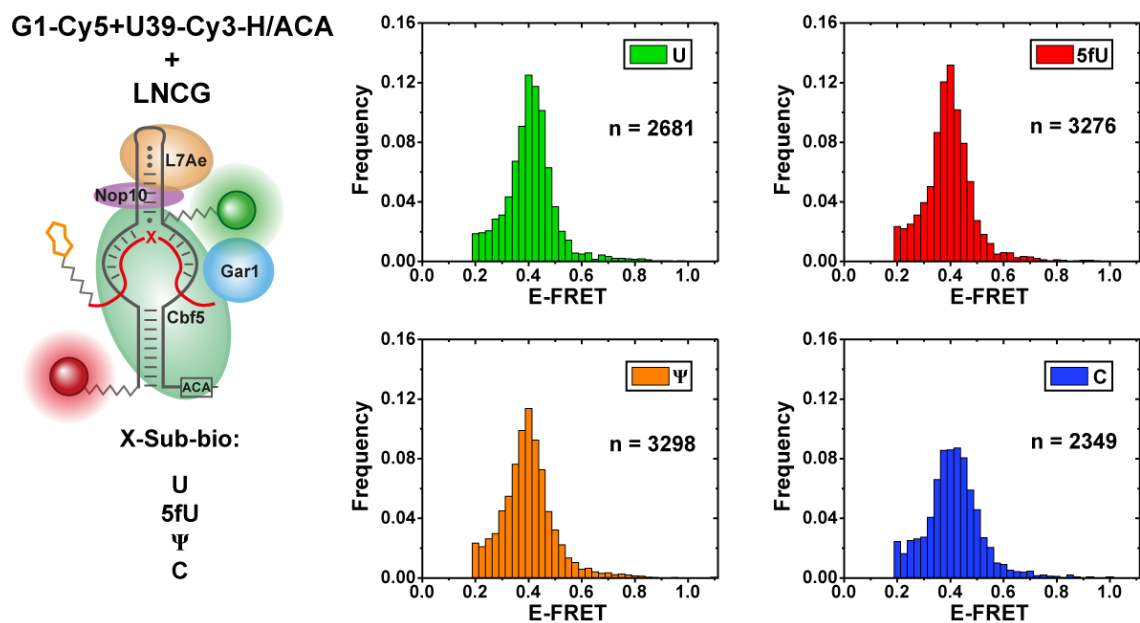 G1-Cy5+U39-Cy3-H/ACA
+
LNCG
L7Ae
Nop10
X
Gar1
Cbf5
ACA
X-Sub-bio:
U
5fU
Ψ
C
0.16
0.12
0.08
0.04
0.00
Frequency
U
n = 2681
0.0 0.2 0.4 0.6 0.8 1.0
E-FRET
0.16
0.12
0.08
0.04
0.00
Frequency
5fU
n = 3276
0.0 0.2 0.4 0.6 0.8 1.0
E-FRET
0.16
0.12
0.08
0.04
0.00
Frequency
Ψ
n = 3298
0.0 0.2 0.4 0.6 0.8 1.0
E-FRET
0.16
0.12
0.08
0.04
0.00
Frequency
C
n = 2349
0.0 0.2 0.4 0.6 0.8 1.0
E-FRET